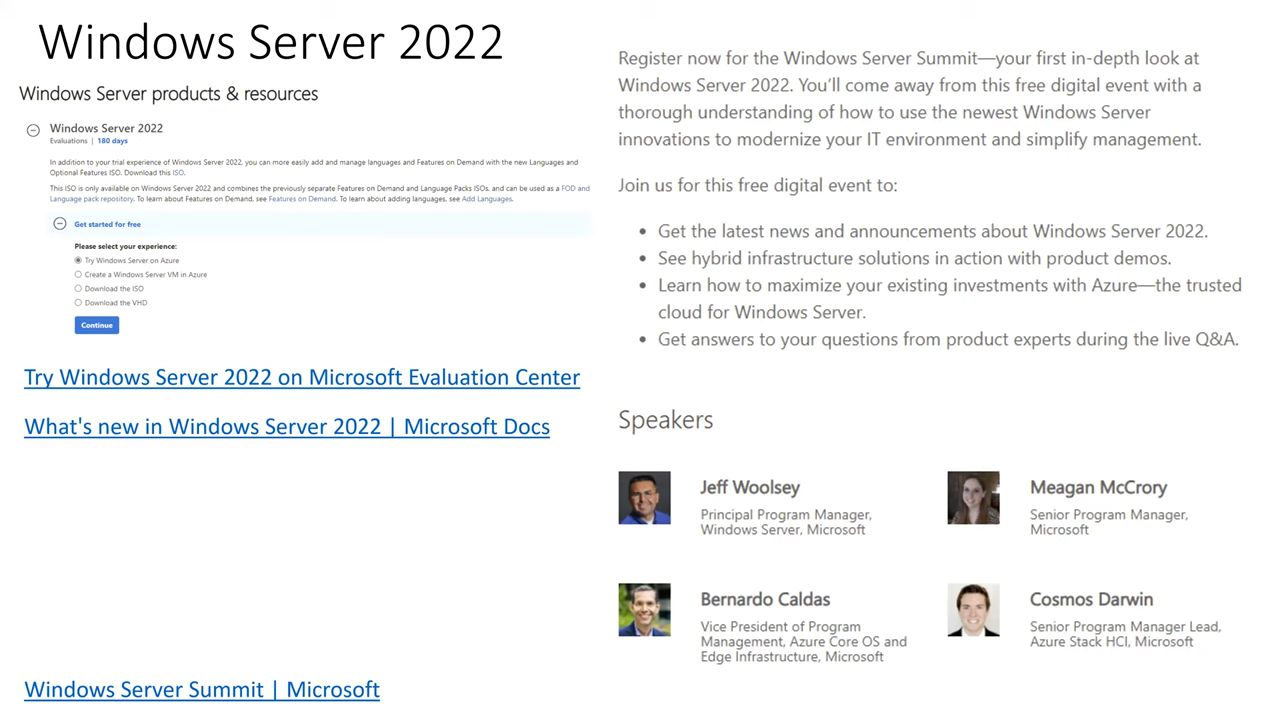 Windows Server 2022
Windows Server products & resources
Windows Server 2022
Evaluations | 180 days
In addition to your trial experience of Windows Server 2022, you can more easily add and manage languages and Features on Demand with the new Languages and
Optional Features ISO. Download this ISO.
This ISO is only available on Windows Server 2022 and combines the previously separate Features on Demand and Language Packs ISOs, and can be used as a FOD and
Language pack repository. To learn about Features on Demand, see Features on Demand. To learn about adding languages, see Add Languages.
Get started for free
Please select your experience:
Try Windows Server on Azure
Create a Windows Server VM in Azure
Download the ISO
Download the VHD
Continue
Try Windows Server 2022 on Microsoft Evaluation Center
What's new in Windows Server 2022 | Microsoft Docs
Windows Server Summit | Microsoft
Register now for the Windows Server Summit—your first in-depth look at
Windows Server 2022. You'll come away from this free digital event with a
thorough understanding of how to use the newest Windows Server
innovations to modernize your IT environment and simplify management.
Join us for this free digital event to:
• Get the latest news and announcements about Windows Server 2022.
• See hybrid infrastructure solutions in action with product demos.
• Learn how to maximize your existing investments with Azure—the trusted
cloud for Windows Server.
• Get answers to your questions from product experts during the live Q&A.
Speakers
Jeff Woolsey
Principal Program Manager,
Windows Server, Microsoft
Meagan McCrory
Senior Program Manager,
Microsoft
Bernardo Caldas
Vice President of Program
Management, Azure Core OS and
Edge Infrastructure, Microsoft
Cosmos Darwin
Senior Program Manager Lead,
Azure Stack HCI, Microsoft